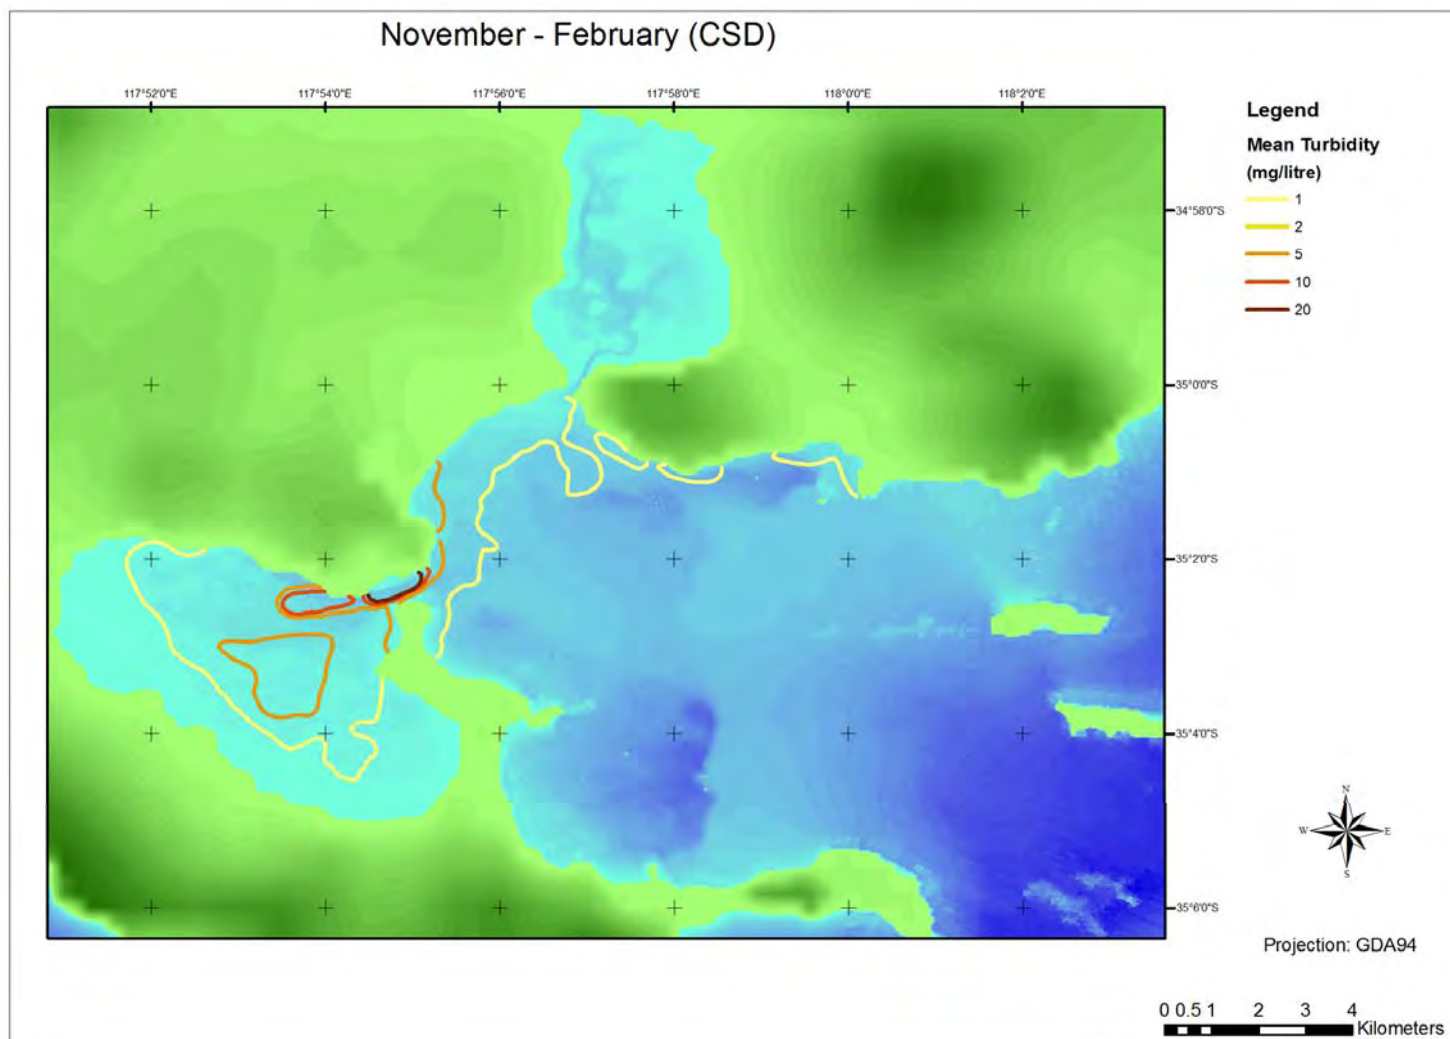 November - February (CSD)
117°52'0"E 117°54'0"E 117°56'0"E 117°58'0"E 118°0'0"E 118°2'0"E
Legend
Mean Turbidity
(mg/litre)
1
2
5
10
20
34°58'0"S
35°0'0"S
35°2'0"S
35°4'0"S
35°6'0"S
N
W E
S
Projection: GDA94
0 0.5 1 2 3 4
Kilometers